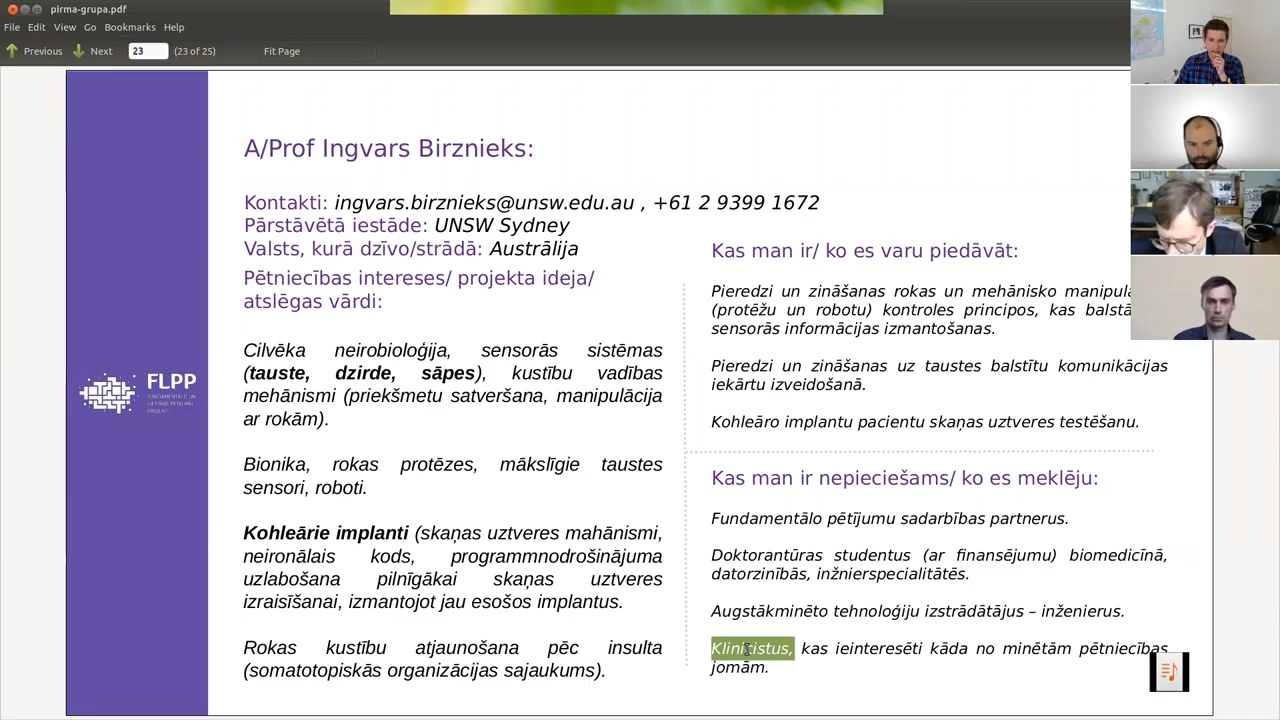 pirma-grupa.pdf
File Edit View Go Bookmarks Help
Previous Next 23 (23 of 25) Fit Page
A/Prof Ingvars Birznieks:
Kontakti: ingvars.birznieks@unsw.edu.au , +61 2 9399 1672
Pārstāvētā iestāde: UNSW Sydney
Valsts, kurā dzīvo/strādā: Austrālija
Pētniecības intereses/ projekta ideja/
atslēgas vārdi:
Cilvēka neirobioloģija, sensorās sistēmas
(tauste, dzirde, sāpes), kustību vadības
mehānismi (priekšmetu satveršana, manipulācija
ar rokām).
Bionika, rokas protēzes, mākslīgie taustes
sensori, roboti.
Kohleārie implanti (skaņas uztveres mahānismi,
neironālais kods, programmnodrošinājuma
uzlabošana pilnīgākai skaņas uztveres
izraisīšanai, izmantojot jau esošos implantus.
Rokas kustību atjaunošana pēc insulta
(somatotopiskās organizācijas sajaukums).
Kas man ir/ ko es varu piedāvāt:
Pieredzi un zināšanas rokas un mehānisko
(protēžu un robotu) kontroles principos, kas
sensorās informācijas izmantošanas.
Pieredzi un zināšanas uz taustes balstītu komunikācijas
iekārtu izveidošanā.
Kohleāro implantu pacientu skaņas uztveres testēšanu.
Kas man ir nepieciešams/ ko es meklēju:
Fundamentālo pētījumu sadarbības partnerus.
Doktorantūras studentus (ar finansējumu) biomedicīnā,
datorzinībās, inžnierspecialitātēs.
Augstākminēto tehnoloģiju izstrādātājus – inženierus.
Klinicistus, kas ieinteresēti kāda no minētām pētniecības
jomām.
FLPP